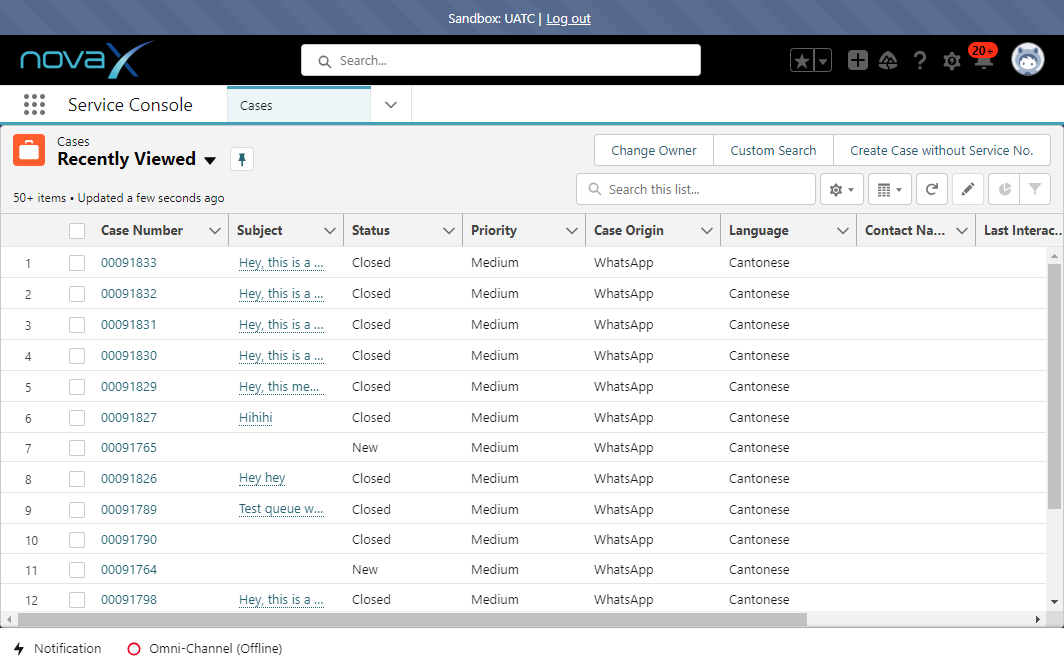 Sandbox: UATC | Log out
novaX
Search...
20+
Service Console
Cases
Cases
Recently Viewed
Change Owner
Custom Search
Create Case without Service No.
50+ items • Updated a few seconds ago
Search this list...
Case Number Subject Status Priority Case Origin Language Contact Na... Last Interac...
1 00091833 Hey, this is a ... Closed Medium WhatsApp Cantonese
2 00091832 Hey, this is a ... Closed Medium WhatsApp Cantonese
3 00091831 Hey, this is a ... Closed Medium WhatsApp Cantonese
4 00091830 Hey, this is a ... Closed Medium WhatsApp Cantonese
5 00091829 Hey, this me... Closed Medium WhatsApp Cantonese
6 00091827 Hihihi Closed Medium WhatsApp Cantonese
7 00091765 New Medium WhatsApp Cantonese
8 00091826 Hey hey Closed Medium WhatsApp Cantonese
9 00091789 Test queue w... Closed Medium WhatsApp Cantonese
10 00091790 Closed Medium WhatsApp Cantonese
11 00091764 New Medium WhatsApp Cantonese
12 00091798 Hey, this is a ... Closed Medium WhatsApp Cantonese
Notification
Omni-Channel (Offline)